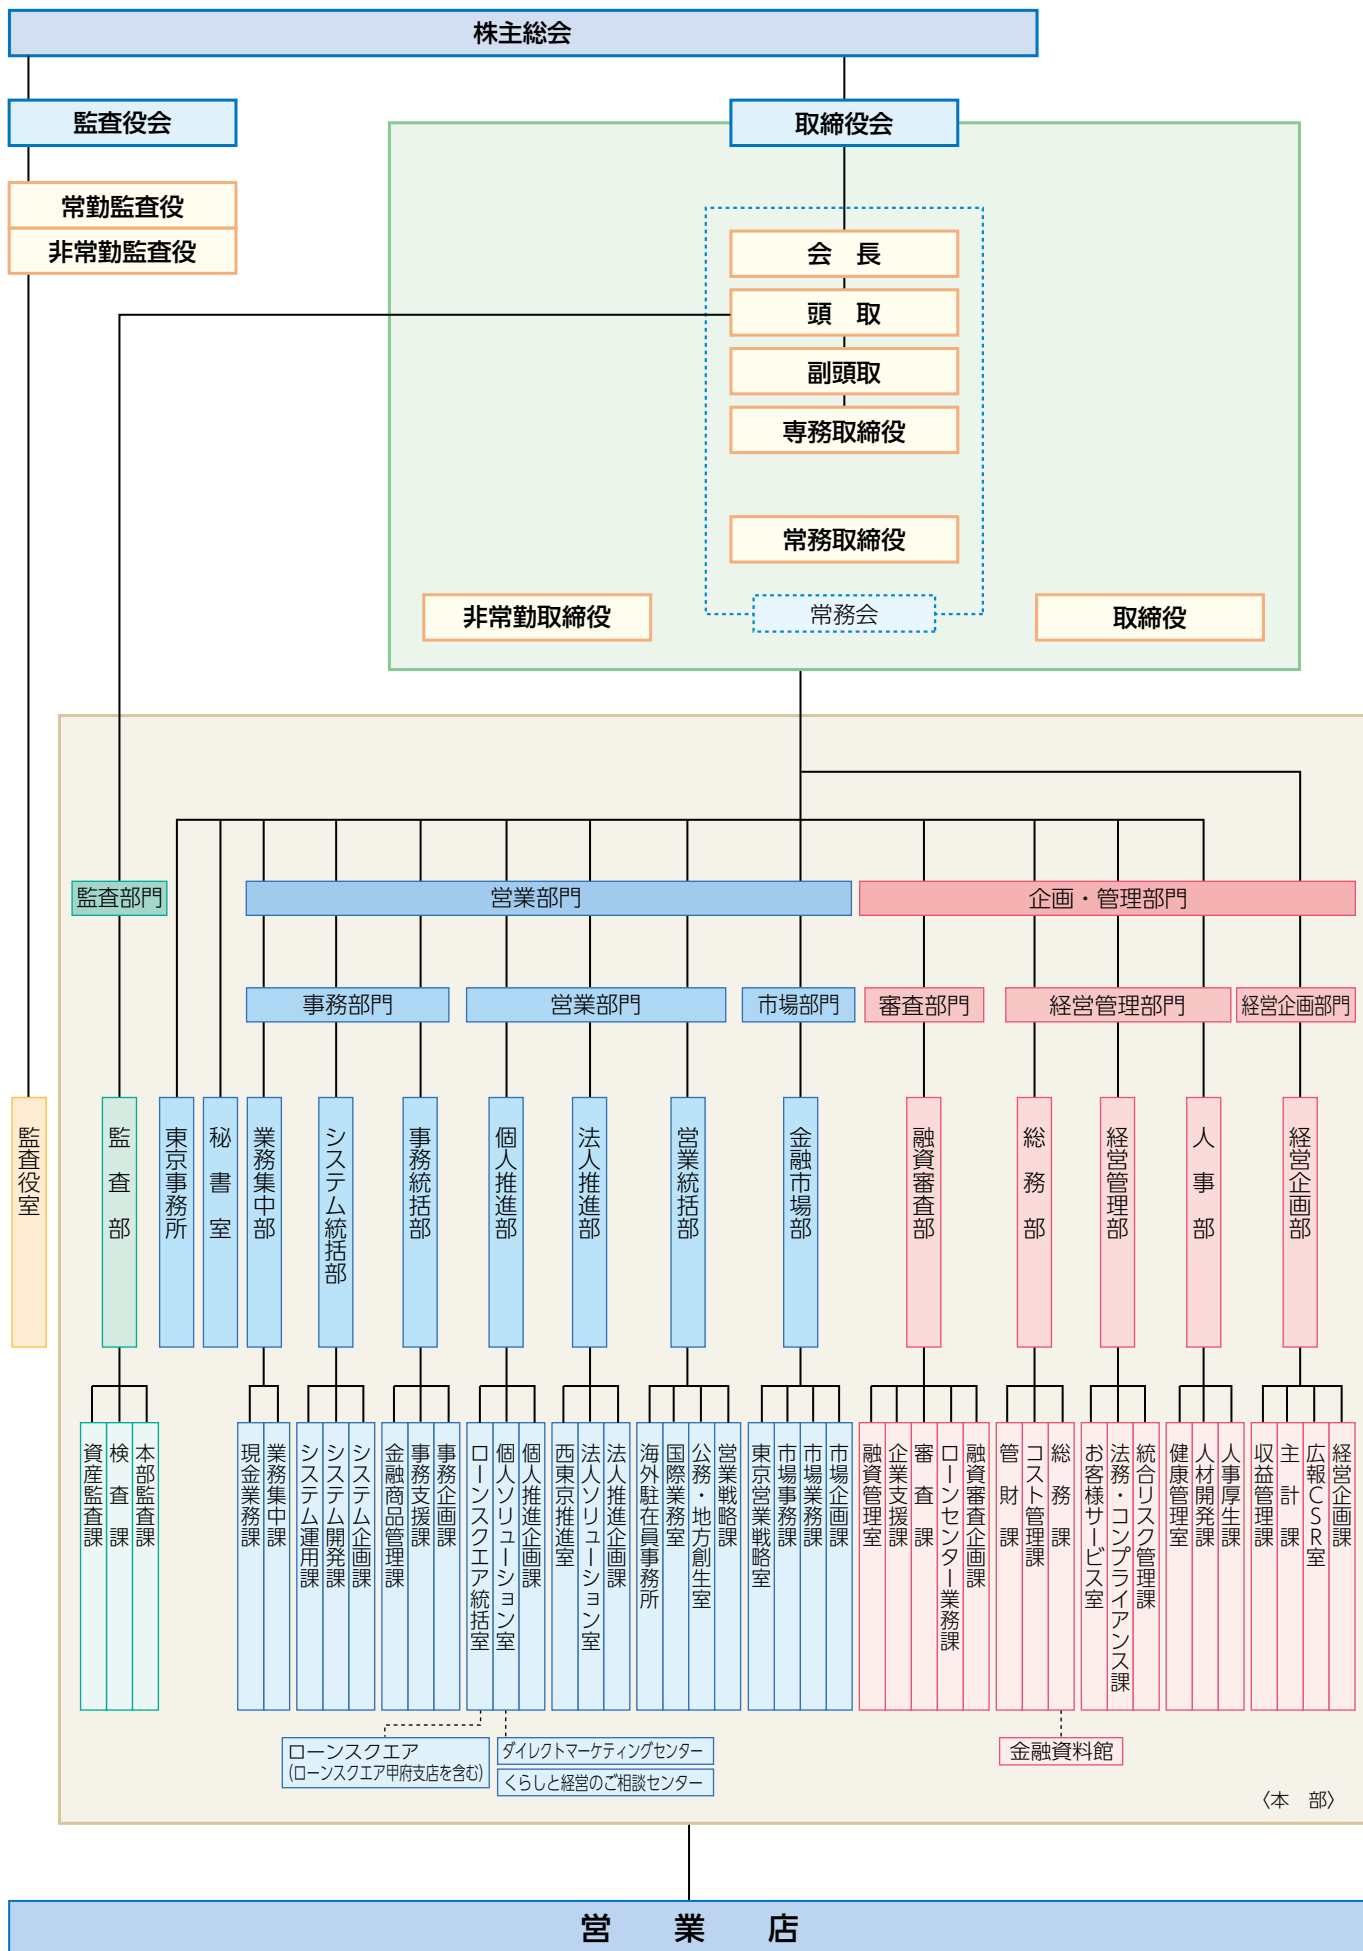 株主総会
監査役会
取締役会
常勤監査役
非常勤監査役
会　長
頭　取
副頭取
専務取締役
常務取締役
非常勤取締役
常務会
取締役
監査部門
営業部門
企画・管理部門
事務部門
営業部門
市場部門
審査部門
経営管理部門
経営企画部門
監査役室
監　査　部
東京事務所
秘　書　室
業務集中部
システム統括部
事務統括部
個人推進部
法人推進部
営業統括部
金融市場部
融資審査部
総　務　部
経営管理部
人　事　部
経営企画部
資産監査課
検　査　課
本部監査課
現金業務課
業務集中課
システム運用課
システム開発課
システム企画課
金融商品管理課
事務支援課
事務企画課
ローンスクエア統括室
個人ソリューション室
個人推進企画課
西東京推進室
法人ソリューション室
法人推進企画課
海外駐在員事務所
国際業務室
公務・地方創生室
営業戦略課
東京営業戦略室
市場事務課
市場業務課
市場企画課
融資管理室
企業支援課
審　査　課
ローンセンター業務課
融資審査企画課
管　財　課
コスト管理課
総　務　課
お客様サービス室
法務・コンプライアンス課
統合リスク管理課
健康管理室
人材開発課
人事厚生課
収益管理課
主　計　課
広報CSR室
経営企画課
ローンスクエア
(ローンスクエア甲府支店を含む)
ダイレクトマーケティングセンター
くらしと経営のご相談センター
金融資料館
〈本　部〉
営　業　店